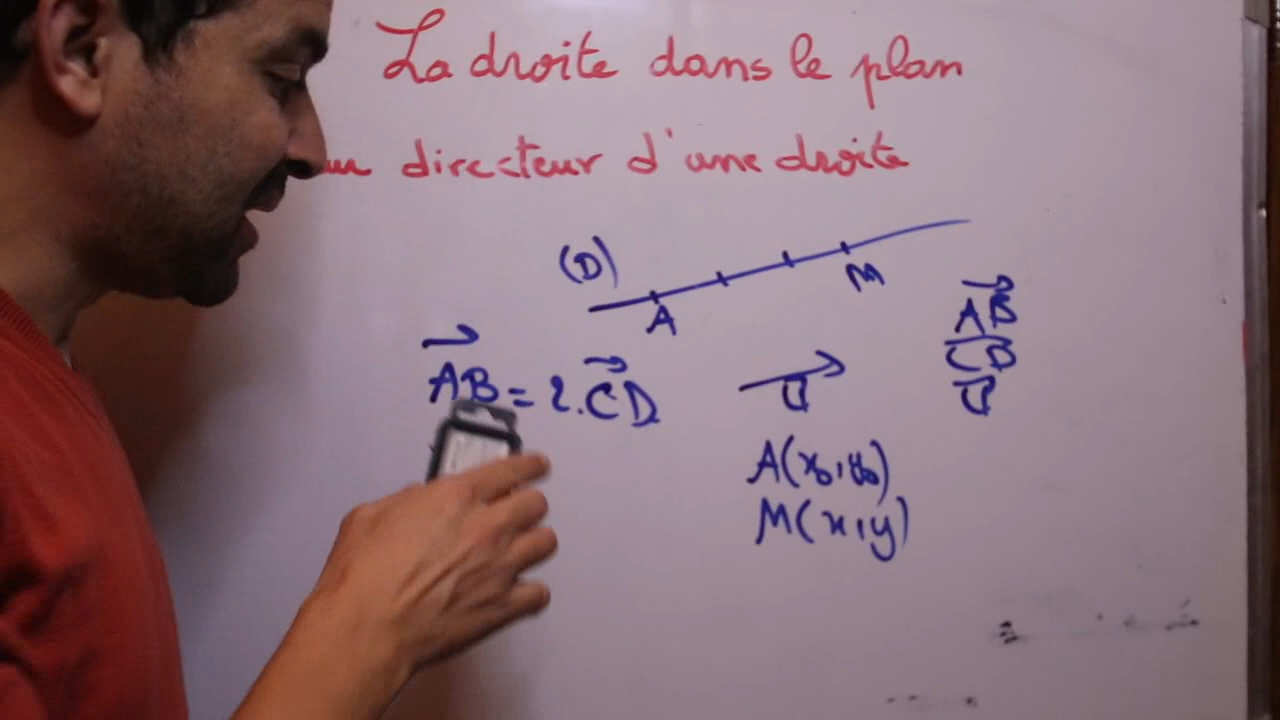 La droite dans le plan
directeur d'une droite
(D)
A
M
AB
CD
AB = 2.CD
U
U
A(x₀, y₀)
M(x, y)